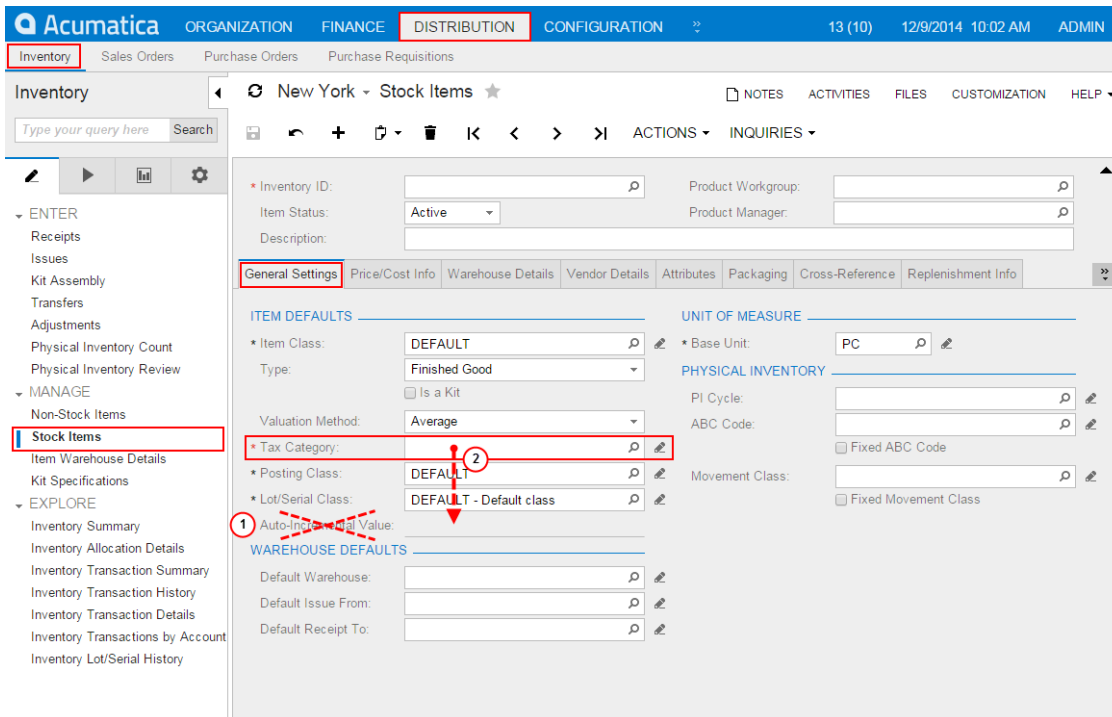 Acumatica ORGANIZATION FINANCE DISTRIBUTION CONFIGURATION 13 (10) 12/9/2014 10:02 AM ADMIN
Inventory Sales Orders Purchase Orders Purchase Requisitions
Inventory
Type your query here Search
ENTER
Receipts
Issues
Kit Assembly
Transfers
Adjustments
Physical Inventory Count
Physical Inventory Review
MANAGE
Non-Stock Items
Stock Items
Item Warehouse Details
Kit Specifications
EXPLORE
Inventory Summary
Inventory Allocation Details
Inventory Transaction Summary
Inventory Transaction History
Inventory Transaction Details
Inventory Transactions by Account
Inventory Lot/Serial History
New York - Stock Items NOTES ACTIVITIES FILES CUSTOMIZATION HELP
ACTIONS INQUIRIES
* Inventory ID: Product Workgroup:
Item Status: Active Product Manager:
Description:
General Settings Price/Cost Info Warehouse Details Vendor Details Attributes Packaging Cross-Reference Replenishment Info
ITEM DEFAULTS
* Item Class: DEFAULT
Type: Finished Good
Is a Kit
Valuation Method: Average
* Tax Category:
2
* Posting Class: DEFAULT
* Lot/Serial Class: DEFAULT - Default class
1 Auto-Incremental Value:
WAREHOUSE DEFAULTS
Default Warehouse:
Default Issue From:
Default Receipt To:
UNIT OF MEASURE
* Base Unit: PC
PHYSICAL INVENTORY
PI Cycle:
ABC Code:
Fixed ABC Code
Movement Class:
Fixed Movement Class